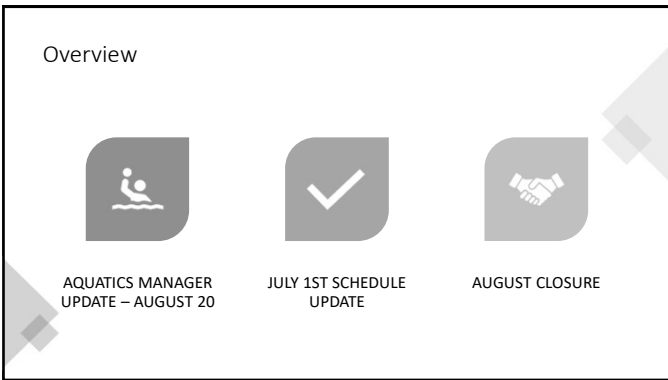 Overview
AQUATICS MANAGER
UPDATE – AUGUST 20
JULY 1ST SCHEDULE
UPDATE
AUGUST CLOSURE